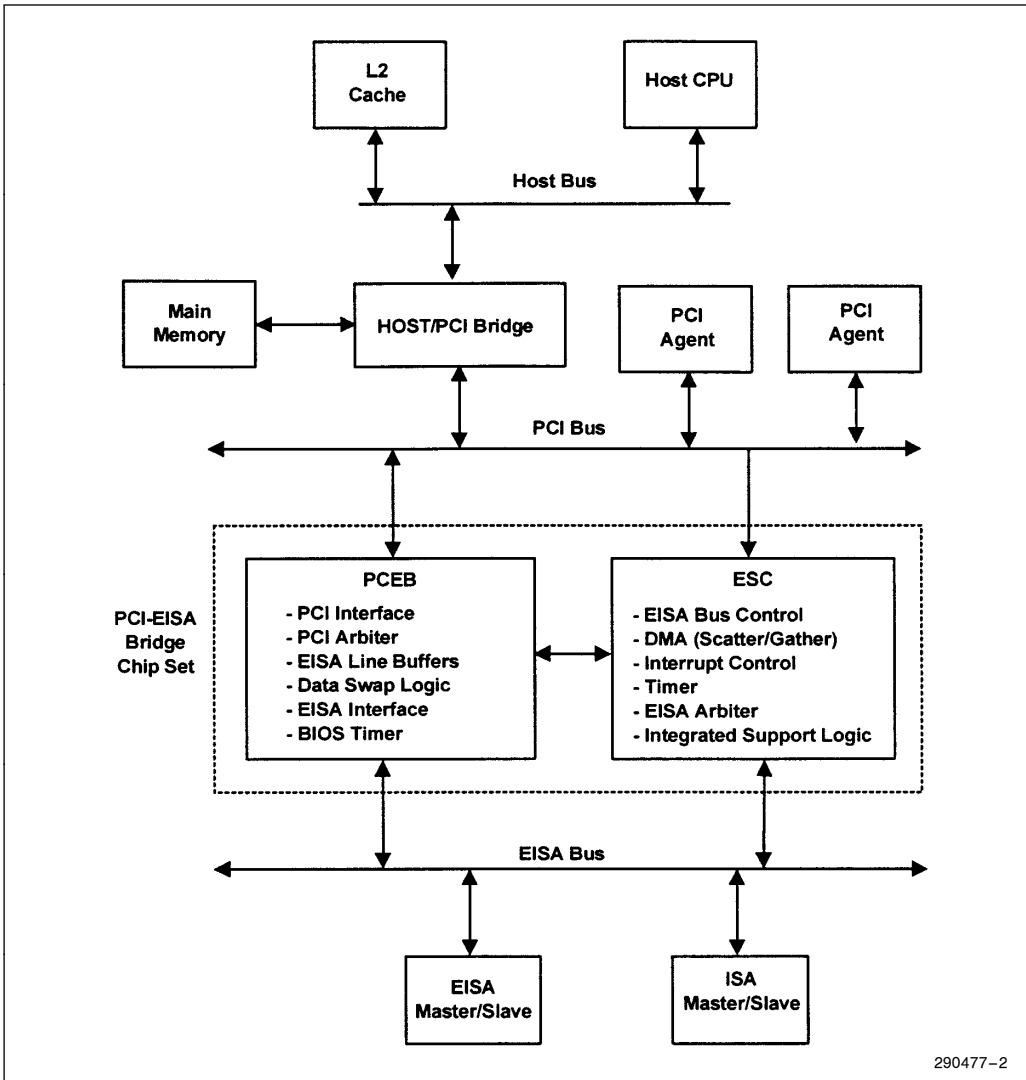 L2
Cache
Host CPU
Host Bus
Main
Memory
HOST/PCI Bridge
PCI
Agent
PCI
Agent
PCI Bus
PCI-EISA
Bridge
Chip Set
PCEB
- PCI Interface
- PCI Arbiter
- EISA Line Buffers
- Data Swap Logic
- EISA Interface
- BIOS Timer
ESC
- EISA Bus Control
- DMA (Scatter/Gather)
- Interrupt Control
- Timer
- EISA Arbiter
- Integrated Support Logic
EISA Bus
EISA
Master/Slave
ISA
Master/Slave
290477–2